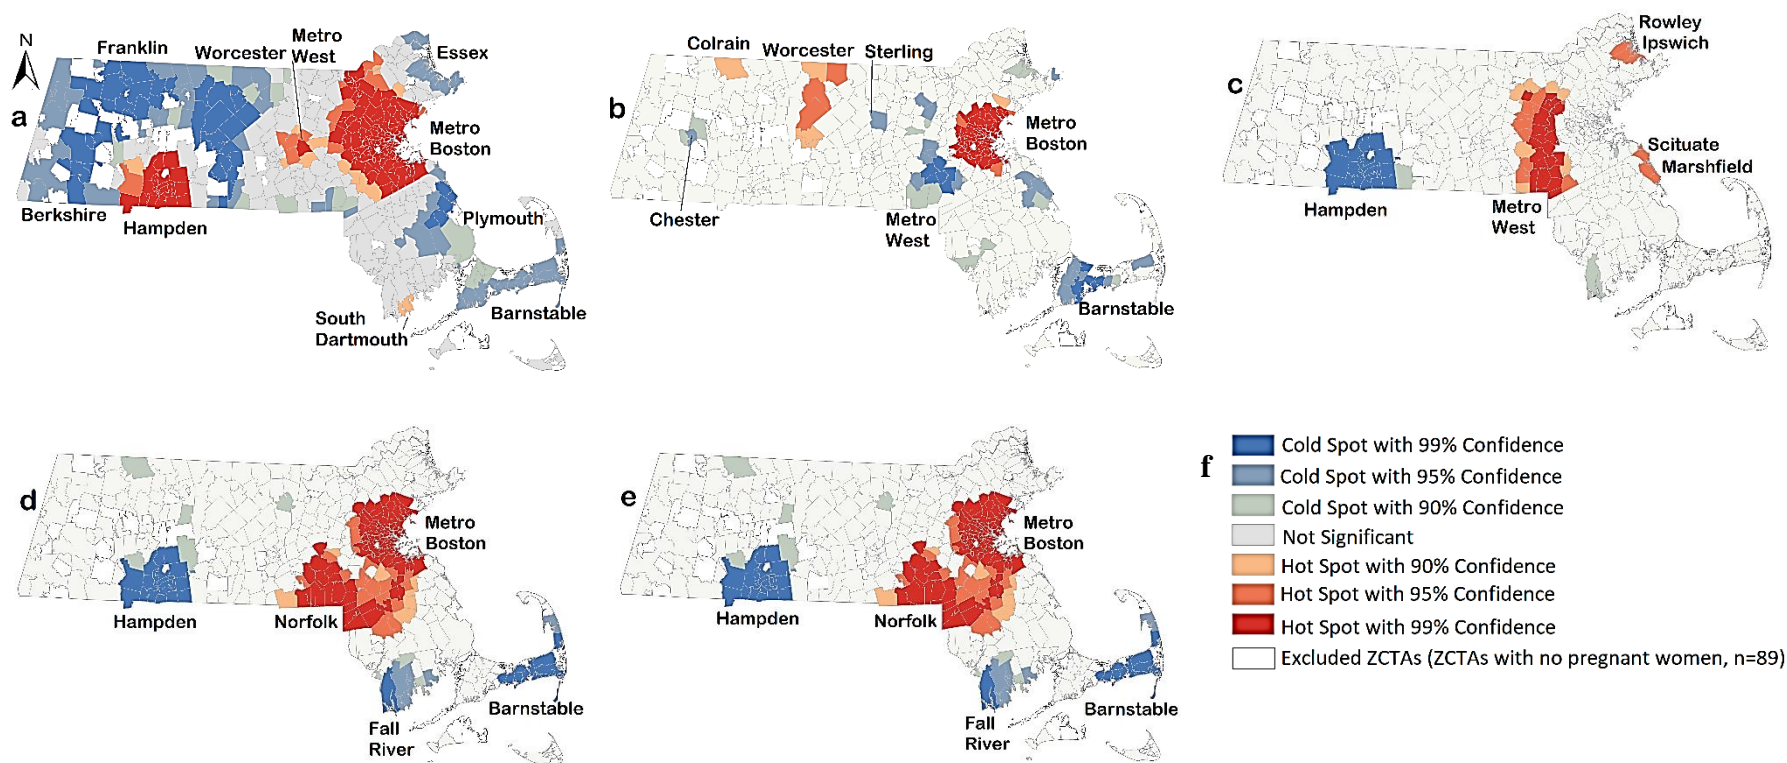 N
a
Franklin
Worcester
Metro
West
Essex
Metro
Boston
Berkshire
Hampden
Plymouth
South
Dartmouth
Barnstable
b
Colrain
Worcester
Sterling
Metro
Boston
Chester
Metro
West
Barnstable
c
Rowley
Ipswich
Scituate
Marshfield
Hampden
Metro
West
d
Metro
Boston
Hampden
Norfolk
Barnstable
Fall
River
e
Metro
Boston
Hampden
Norfolk
Barnstable
Fall
River
f
Cold Spot with 99% Confidence
Cold Spot with 95% Confidence
Cold Spot with 90% Confidence
Not Significant
Hot Spot with 90% Confidence
Hot Spot with 95% Confidence
Hot Spot with 99% Confidence
Excluded ZCTAs (ZCTAs with no pregnant women, n=89)